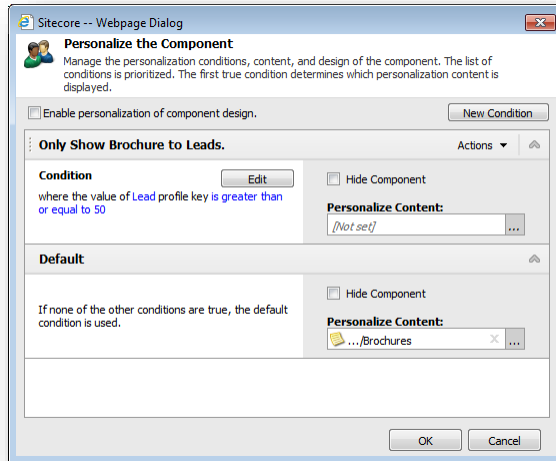 Sitecore -- Webpage Dialog
Personalize the Component
Manage the personalization conditions, content, and design of the component. The list of
conditions is prioritized. The first true condition determines which personalization content is
displayed.
Enable personalization of component design.
New Condition
Only Show Brochure to Leads.
Actions
Condition
Edit
where the value of Lead profile key is greater than
or equal to 50
Hide Component
Personalize Content:
[Not set]
...
Default
If none of the other conditions are true, the default
condition is used.
Hide Component
Personalize Content:
.../Brochures
...
OK
Cancel